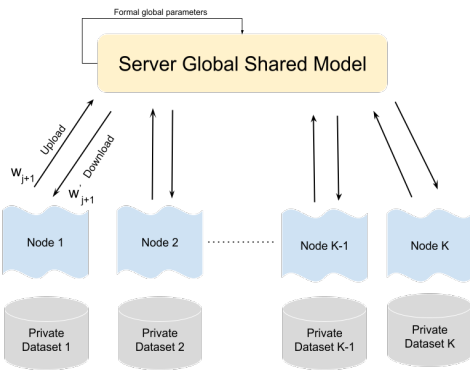 Formal global parameters
Server Global Shared Model
Upload
Download
w_{j+1}
w'_{j+1}
Node 1
Node 2
Node K-1
Node K
Private
Dataset 1
Private
Dataset 2
Private
Dataset K-1
Private
Dataset K